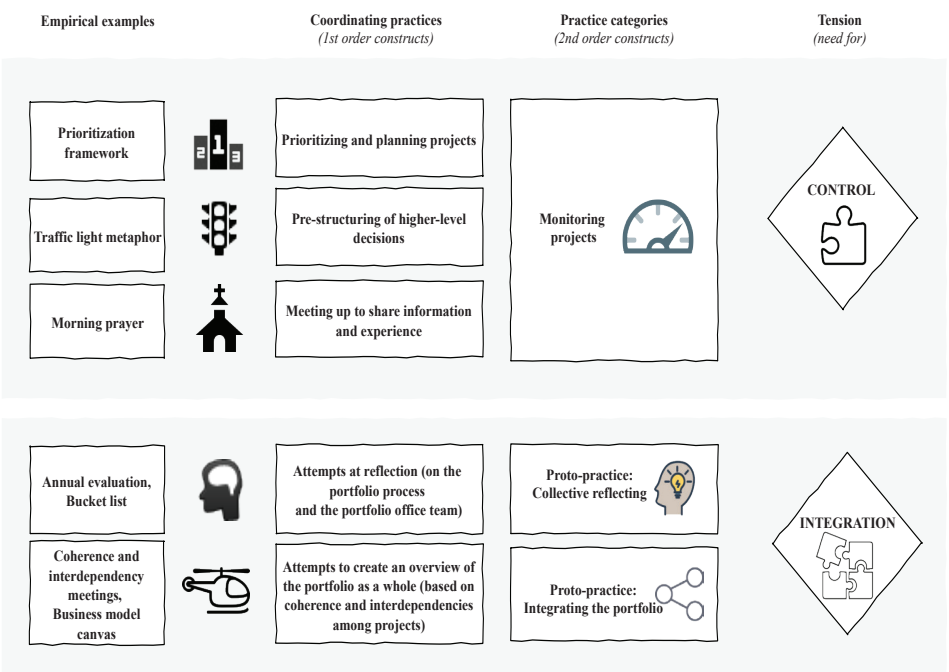 Empirical examples
Coordinating practices
(1st order constructs)
Practice categories
(2nd order constructs)
Tension
(need for)
Prioritization
framework
2 1 3
Prioritizing and planning projects
Traffic light metaphor
Pre-structuring of higher-level
decisions
Morning prayer
Meeting up to share information
and experience
Monitoring
projects
CONTROL
Annual evaluation,
Bucket list
Attempts at reflection (on the
portfolio process
and the portfolio office team)
Proto-practice:
Collective reflecting
Coherence and
interdependency
meetings,
Business model
canvas
Attempts to create an overview of
the portfolio as a whole (based on
coherence and interdependencies
among projects)
Proto-practice:
Integrating the portfolio
INTEGRATION